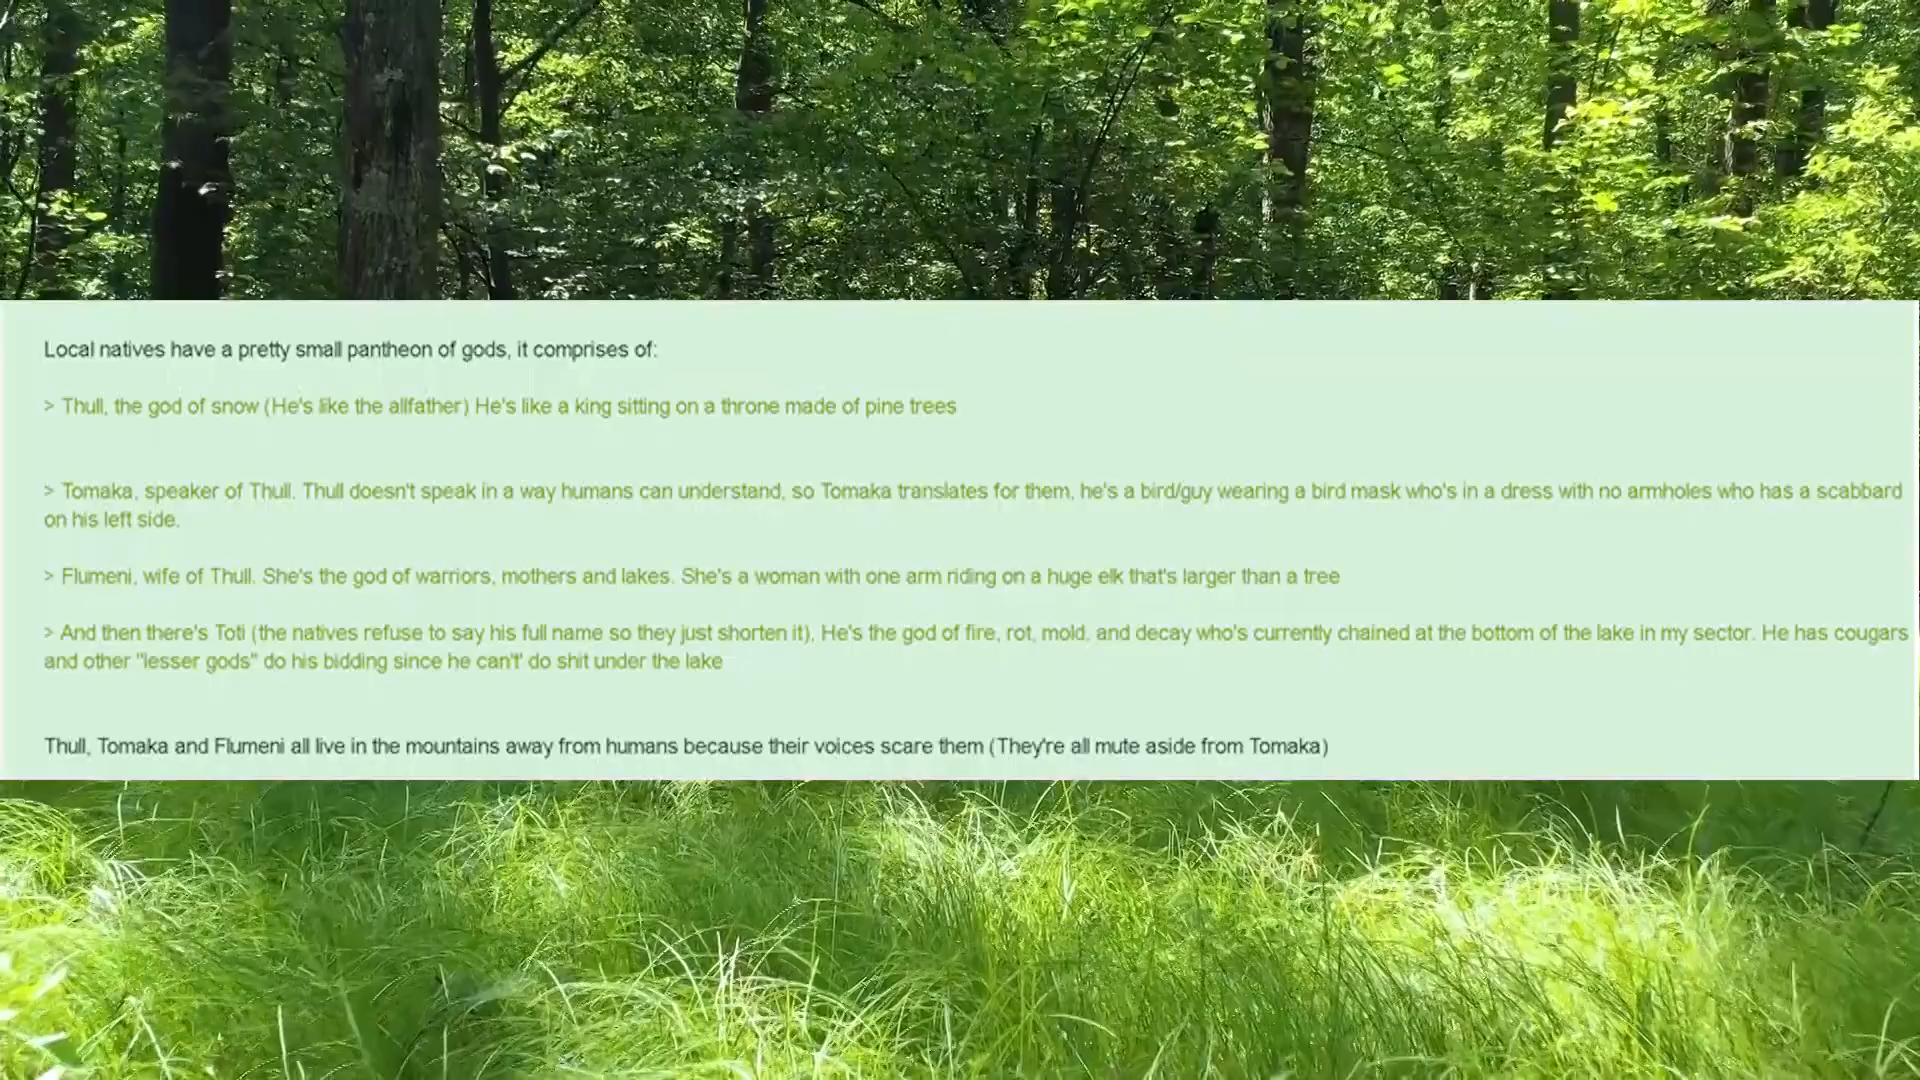 Local natives have a pretty small pantheon of gods, it comprises of:
> Thull, the god of snow (He's like the allfather) He's like a king sitting on a throne made of pine trees
> Tomaka, speaker of Thull. Thull doesn't speak in a way humans can understand, so Tomaka translates for them, he's a bird/guy wearing a bird mask who's in a dress with no armholes who has a scabbard
on his left side.
> Flumeni, wife of Thull. She's the god of warriors, mothers and lakes. She's a woman with one arm riding on a huge elk that's larger than a tree
> And then there's Toti (the natives refuse to say his full name so they just shorten it), He's the god of fire, rot, mold, and decay who's currently chained at the bottom of the lake in my sector. He has cougars
and other "lesser gods" do his bidding since he can't' do shit under the lake
Thull, Tomaka and Flumeni all live in the mountains away from humans because their voices scare them (They're all mute aside from Tomaka)